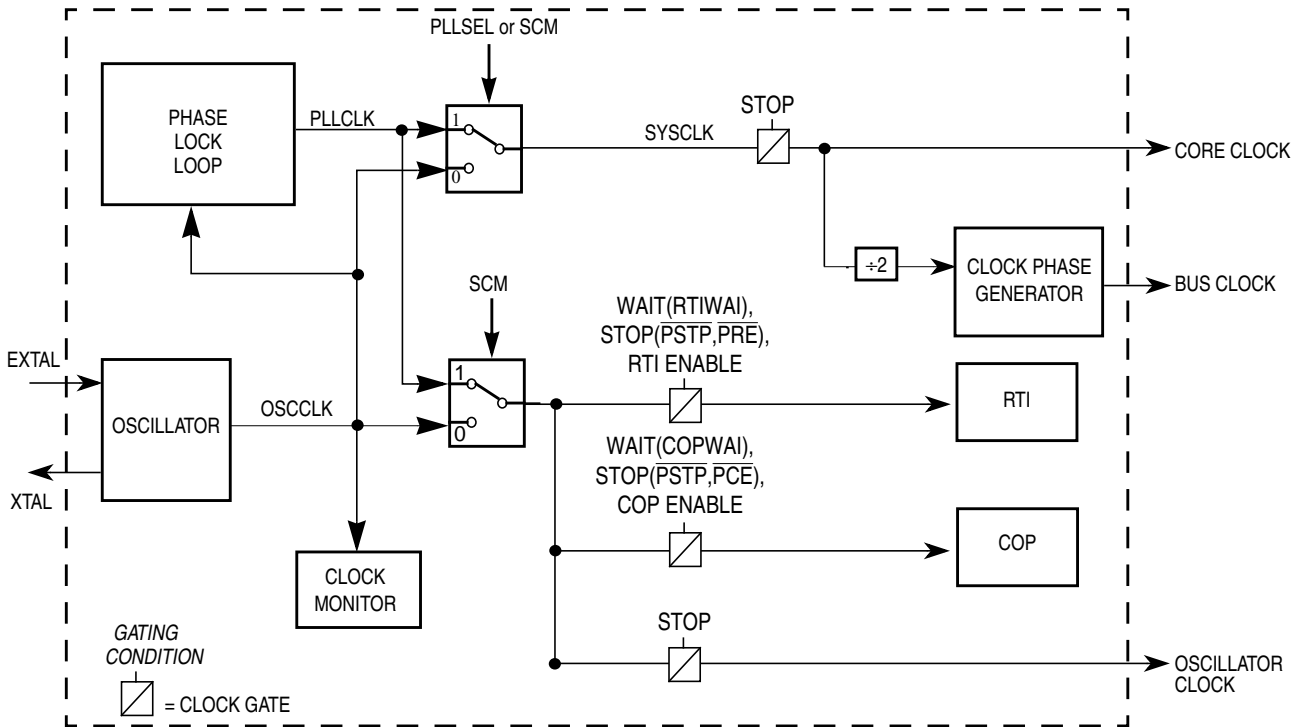 PLLSEL or SCM
PHASE
LOCK
LOOP
PLLCLK
1
0
SYSCLK
STOP
CORE CLOCK
÷2
CLOCK PHASE
GENERATOR
BUS CLOCK
SCM
WAIT(RTIWAI),
STOP(PSTP,PRE),
RTI ENABLE
EXTAL
OSCILLATOR
OSCCLK
1
0
RTI
XTAL
WAIT(COPWAI),
STOP(PSTP,PCE),
COP ENABLE
COP
CLOCK
MONITOR
STOP
OSCILLATOR
CLOCK
GATING
CONDITION
= CLOCK GATE